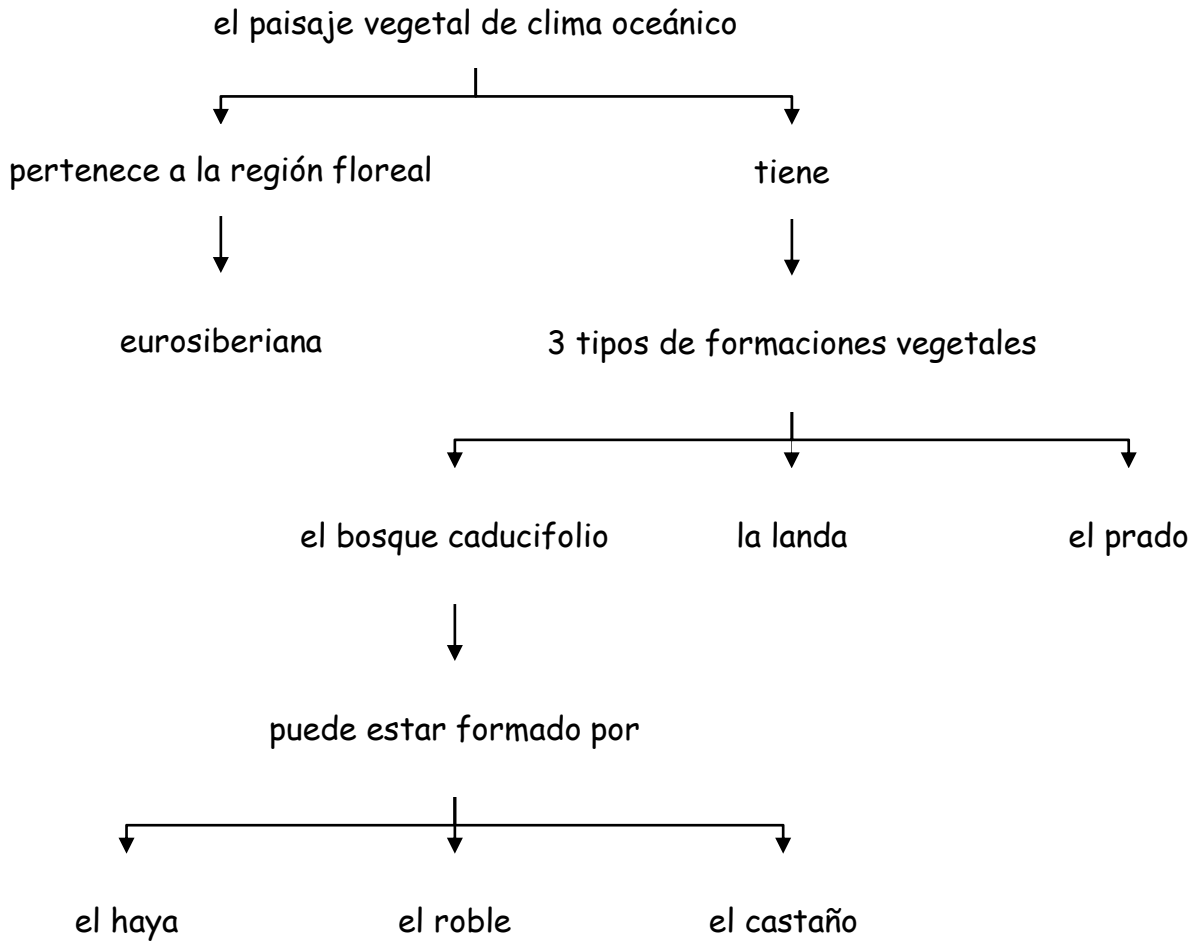 el paisaje vegetal de clima oceánico
pertenece a la región floreal
tiene
eurosiberiana
3 tipos de formaciones vegetales
el bosque caducifolio
la landa
el prado
puede estar formado por
el haya
el roble
el castaño